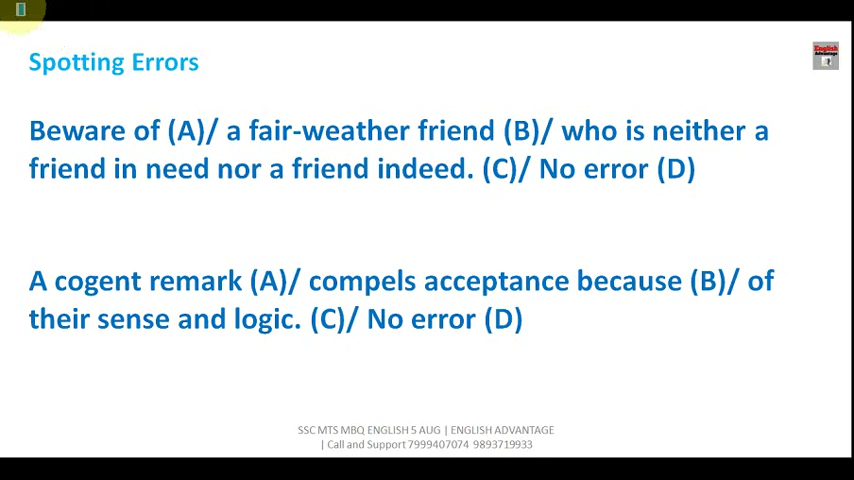 Spotting Errors
English
Advantage
Beware of (A)/ a fair-weather friend (B)/ who is neither a
friend in need nor a friend indeed. (C)/ No error (D)
A cogent remark (A)/ compels acceptance because (B)/ of
their sense and logic. (C)/ No error (D)
SSC MTS MBQ ENGLISH 5 AUG | ENGLISH ADVANTAGE
| Call and Support 7999407074 9893719933